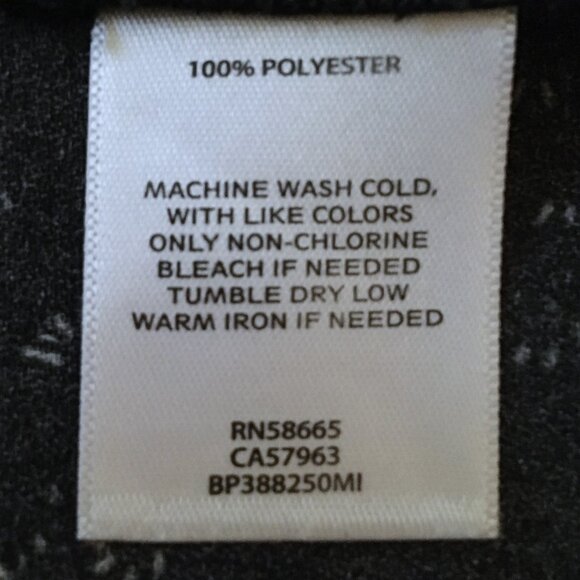 100% POLYESTER
MACHINE WASH COLD,
WITH LIKE COLORS
ONLY NON-CHLORINE
BLEACH IF NEEDED
TUMBLE DRY LOW
WARM IRON IF NEEDED
RN58665
CA57963
BP388250MI